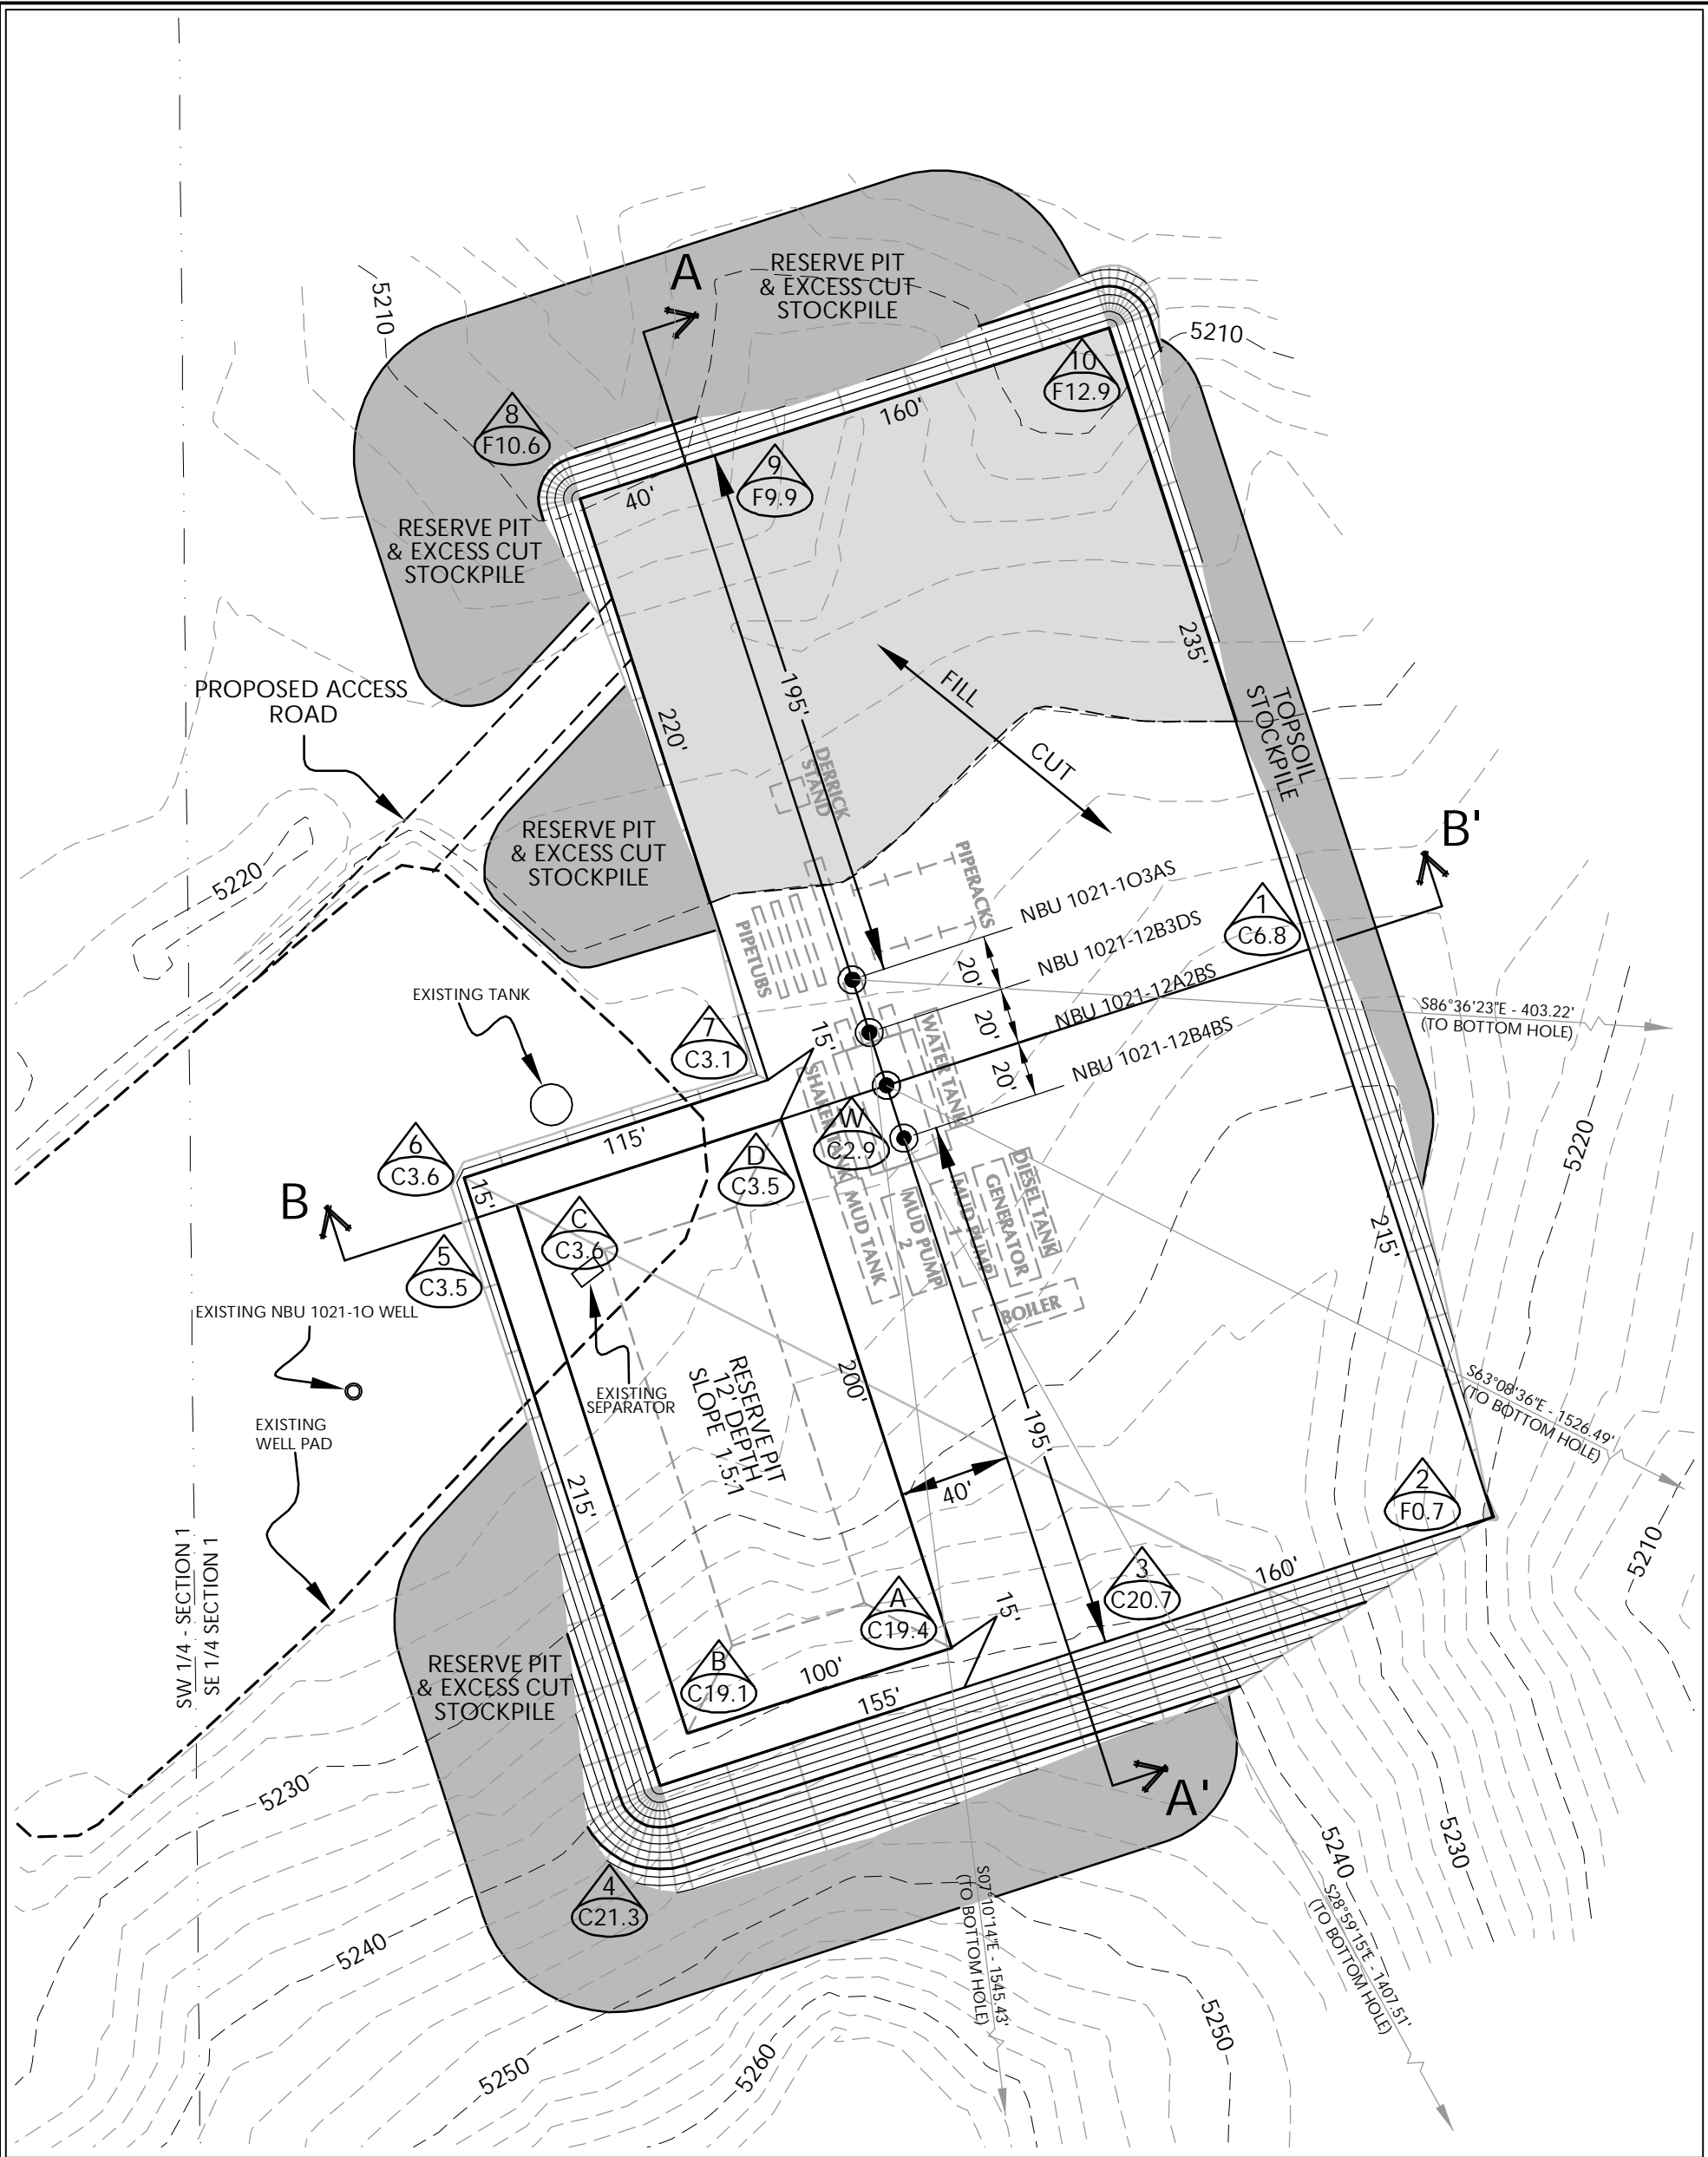 A
RESERVE PIT
& EXCESS CUT
STOCKPILE
5210
5210
10
F12.9
160'
8
F10.6
9
F9.9
40'
RESERVE PIT
& EXCESS CUT
STOCKPILE
235'
PROPOSED ACCESS
ROAD
195'
FILL
CUT
220'
TOPSOIL
STOCKPILE
DERRICK
STAND
RESERVE PIT
& EXCESS CUT
STOCKPILE
5220
B'
PIPERACKS
NBU 1021-1O3AS
1
C6.8
PIPETUBS
NBU 1021-12B3DS
20'
NBU 1021-12A2BS
20'
NBU 1021-12B4BS
20'
S86°36'23"E - 403.22'
(TO BOTTOM HOLE)
EXISTING TANK
7
C3.1
15'
WATER TANK
SHAKER TANK
W
C2.9
115'
D
C3.5
6
C3.6
15'
B
5
C3.5
C
C3.6
MUD TANK
MUD PUMP
2
MUD PUMP
1
GENERATOR
DIESEL TANK
BOILER
5220
215'
EXISTING NBU 1021-1O WELL
EXISTING
SEPARATOR
RESERVE PIT
12' DEPTH
SLOPE 1.5:1
200'
195'
S63°08'36"E - 1526.49'
(TO BOTTOM HOLE)
EXISTING
WELL PAD
215'
40'
2
F0.7
5210
SW 1/4 - SECTION 1
SE 1/4 SECTION 1
3
C20.7
160'
A
C19.4
15'
B
C19.1
100'
155'
RESERVE PIT
& EXCESS CUT
STOCKPILE
A'
5230
5240
5230
4
C21.3
S07°10'14"E - 1545.43'
(TO BOTTOM HOLE)
S28°59'15"E - 1407.51'
(TO BOTTOM HOLE)
5240
5250
5250
5260